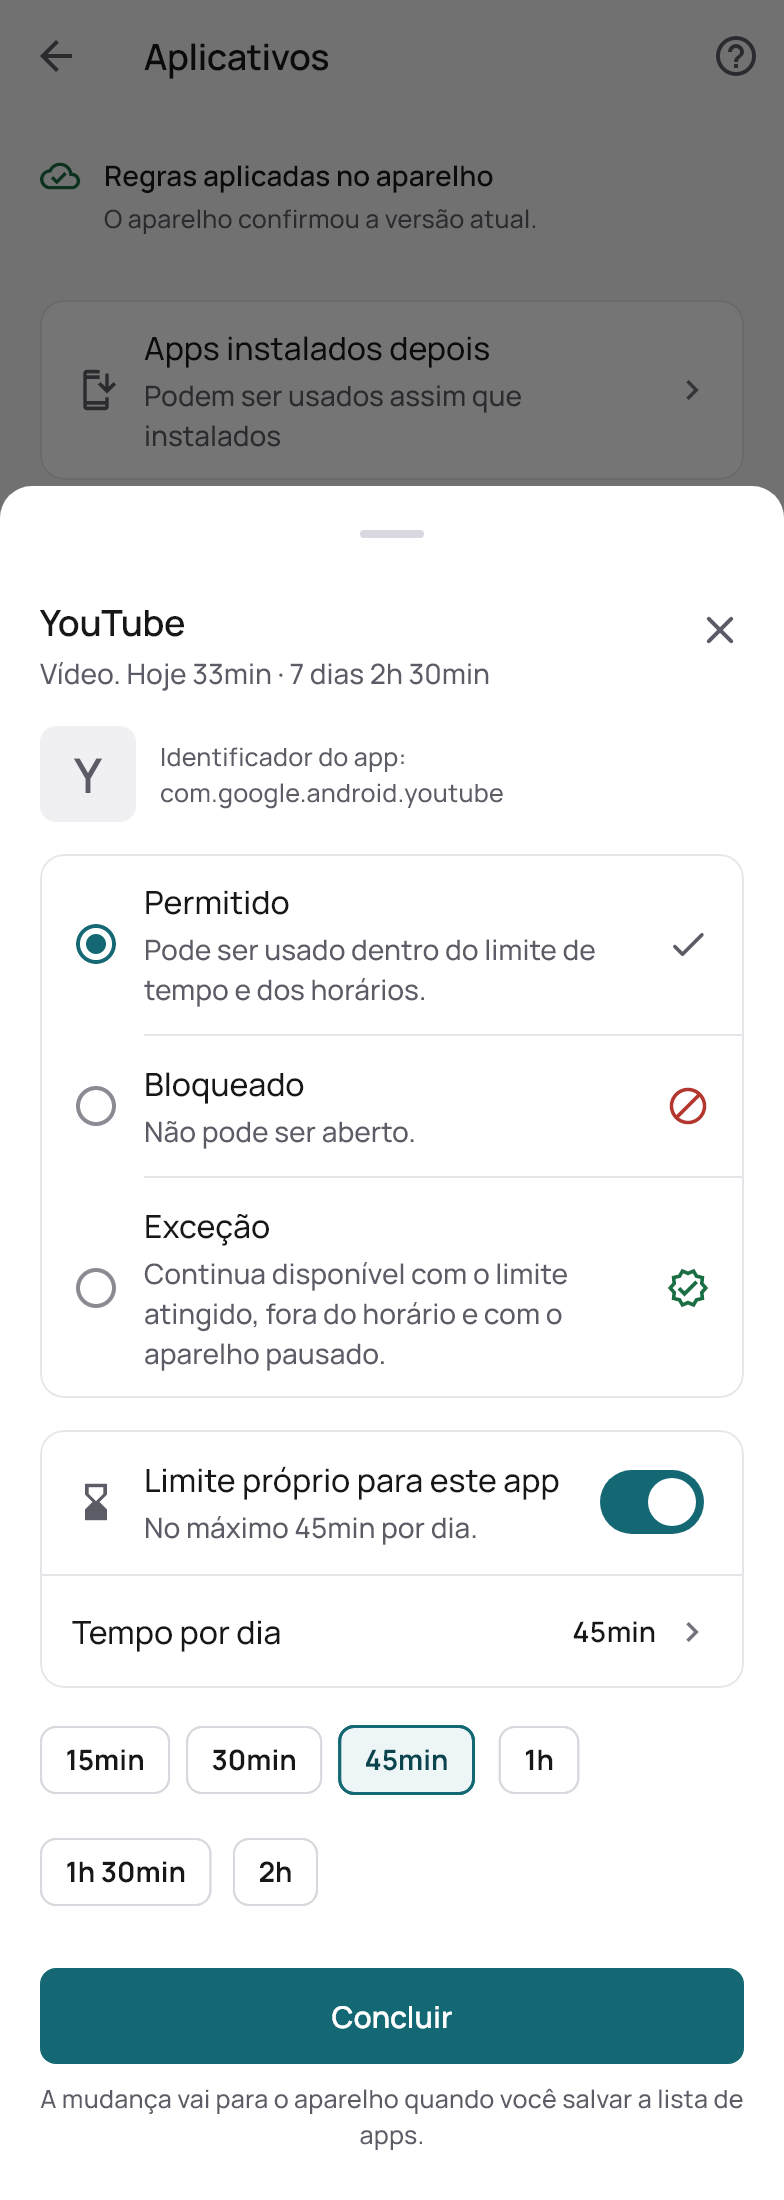 Aplicativos
Regras aplicadas no aparelho
O aparelho confirmou a versão atual.
Apps instalados depois
Podem ser usados assim que
instalados
YouTube
Vídeo. Hoje 33min · 7 dias 2h 30min
Y
Identificador do app:
com.google.android.youtube
Permitido
Pode ser usado dentro do limite de
tempo e dos horários.
Bloqueado
Não pode ser aberto.
Exceção
Continua disponível com o limite
atingido, fora do horário e com o
aparelho pausado.
Limite próprio para este app
No máximo 45min por dia.
Tempo por dia 45min
15min 30min 45min 1h
1h 30min 2h
Concluir
A mudança vai para o aparelho quando você salvar a lista de
apps.